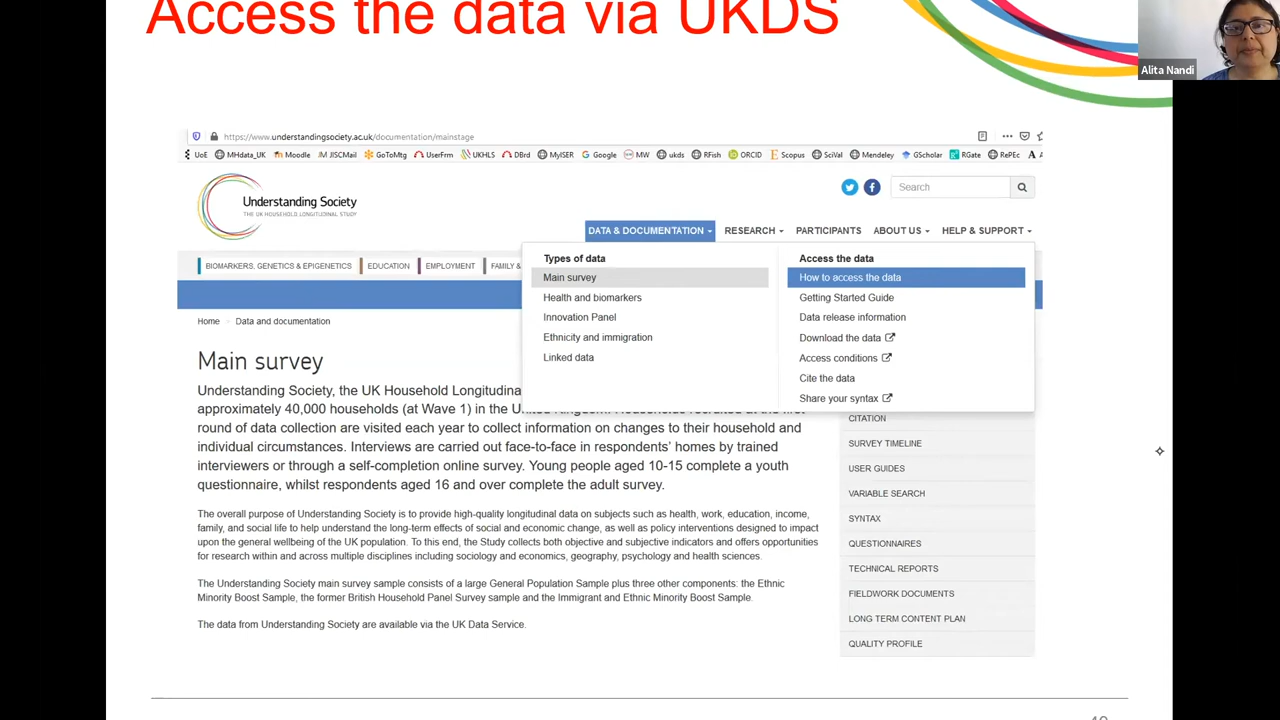 Access the data via UKDS
Alita Nandi
https://www.understandingsociety.ac.uk/documentation/mainstage
UoE MHdata_UK Moodle JISCMail GoToMtg UserFrm UKHLS DBrd MyISER Google MW ukds RFish ORCID Scopus SciVal Mendeley GScholar RGate RePEc A
Understanding Society
THE UK HOUSEHOLD LONGITUDINAL STUDY
Search
DATA & DOCUMENTATION RESEARCH PARTICIPANTS ABOUT US HELP & SUPPORT
BIOMARKERS, GENETICS & EPIGENETICS EDUCATION EMPLOYMENT FAMILY &
Types of data
Main survey
Health and biomarkers
Innovation Panel
Ethnicity and immigration
Linked data
Access the data
How to access the data
Getting Started Guide
Data release information
Download the data
Access conditions
Cite the data
Share your syntax
Home Data and documentation
Main survey
Understanding Society, the UK Household Longitudina
approximately 40,000 households (at Wave 1) in the United Kingdom. Households recruited at the first
round of data collection are visited each year to collect information on changes to their household and
individual circumstances. Interviews are carried out face-to-face in respondents' homes by trained
interviewers or through a self-completion online survey. Young people aged 10-15 complete a youth
questionnaire, whilst respondents aged 16 and over complete the adult survey.
The overall purpose of Understanding Society is to provide high-quality longitudinal data on subjects such as health, work, education, income,
family, and social life to help understand the long-term effects of social and economic change, as well as policy interventions designed to impact
upon the general wellbeing of the UK population. To this end, the Study collects both objective and subjective indicators and offers opportunities
for research within and across multiple disciplines including sociology and economics, geography, psychology and health sciences.
The Understanding Society main survey sample consists of a large General Population Sample plus three other components: the Ethnic
Minority Boost Sample, the former British Household Panel Survey sample and the Immigrant and Ethnic Minority Boost Sample.
The data from Understanding Society are available via the UK Data Service.
CITATION
SURVEY TIMELINE
USER GUIDES
VARIABLE SEARCH
SYNTAX
QUESTIONNAIRES
TECHNICAL REPORTS
FIELDWORK DOCUMENTS
LONG TERM CONTENT PLAN
QUALITY PROFILE